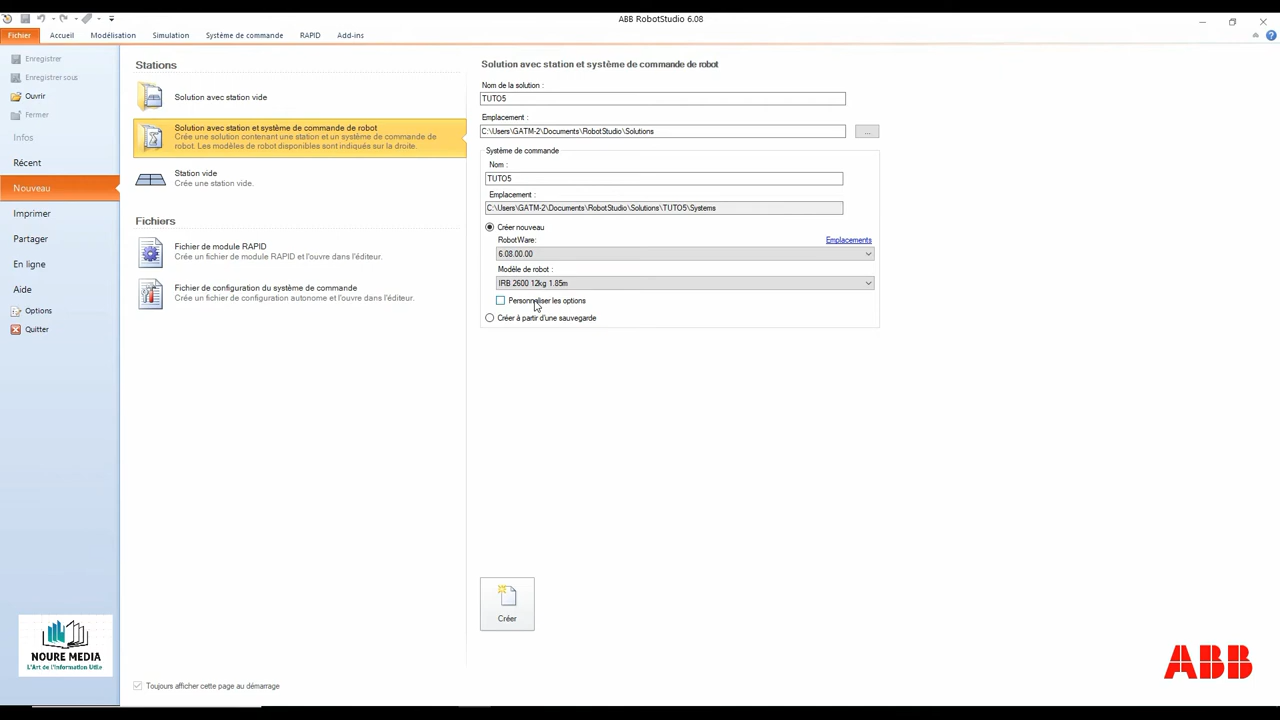 ABB RobotStudio 6.08
Fichier Accueil Modélisation Simulation Système de commande RAPID Add-ins
Enregistrer
Enregistrer sous
Ouvrir
Fermer
Infos
Récent
Nouveau
Imprimer
Partager
En ligne
Aide
Options
Quitter
Stations
Solution avec station vide
Solution avec station et système de commande de robot
Crée une solution contenant une station et un système de commande de
robot. Les modèles de robot disponibles sont indiqués sur la droite.
Station vide
Crée une station vide.
Fichiers
Fichier de module RAPID
Crée un fichier de module RAPID et l'ouvre dans l'éditeur.
Fichier de configuration du système de commande
Crée un fichier de configuration autonome et l'ouvre dans l'éditeur.
Toujours afficher cette page au démarrage
Solution avec station et système de commande de robot
Nom de la solution :
TUTO5
Emplacement :
C:\Users\GATM-2\Documents\RobotStudio\Solutions
...
Système de commande
Nom :
TUTO5
Emplacement :
C:\Users\GATM-2\Documents\RobotStudio\Solutions\TUTO5\Systems
Créer nouveau
RobotWare: Emplacements
6.08.00.00
Modèle de robot :
IRB 2600 12kg 1.85m
Personnaliser les options
Créer à partir d'une sauvegarde
Créer
NOURE MEDIA
L'Art de l'Information Utile
ABB